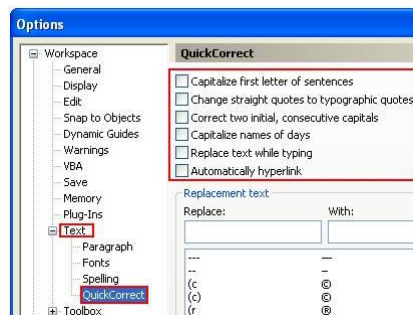 Options
Workspace
General
Display
Edit
Snap to Objects
Dynamic Guides
Warnings
VBA
Save
Memory
Plug-Ins
Text
Paragraph
Fonts
Spelling
QuickCorrect
Toolbox
QuickCorrect
Capitalize first letter of sentences
Change straight quotes to typographic quotes
Correct two initial, consecutive capitals
Capitalize names of days
Replace text while typing
Automatically hyperlink
Replacement text
Replace: With:
--- —
-- –
(c ©
(c) ©
(r ®